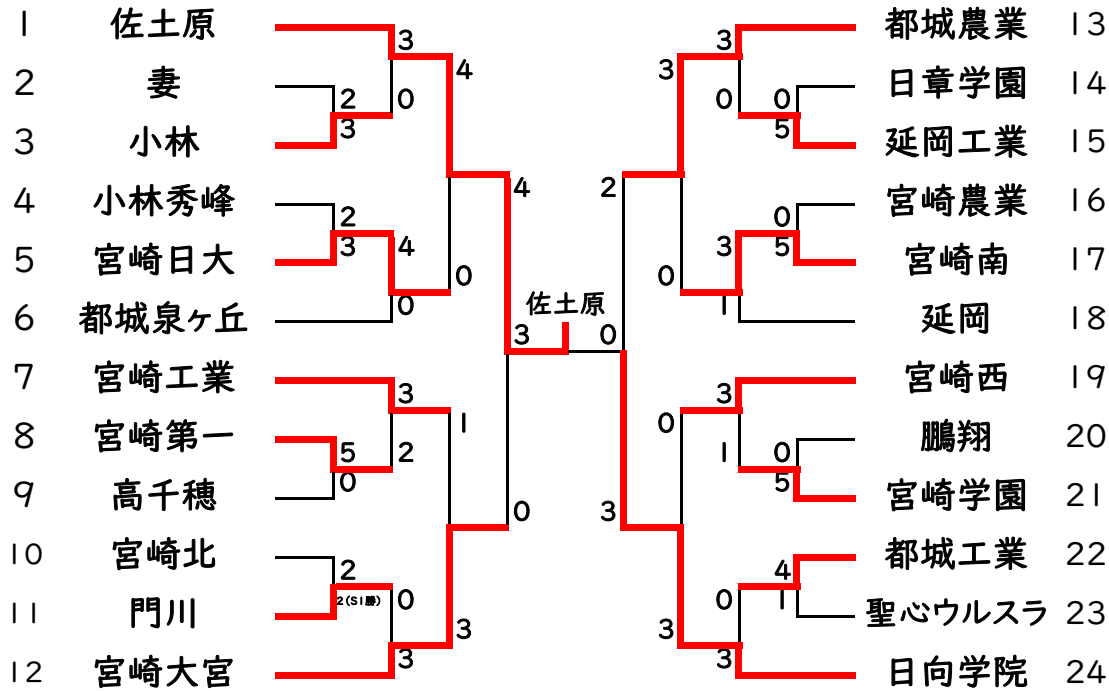 1 佐土原 3 3 都城農業 13
4 3
2 妻 2 0 0 0 日章学園 14
3 小林 3 5 延岡工業 15
4 小林秀峰 2 4 2 0 宮崎農業 16
5 宮崎日大 3 4 3 5 宮崎南 17
0 0
6 都城泉ヶ丘 0 佐土原 1 延岡 18
3 0
7 宮崎工業 3 3 宮崎西 19
1 0
8 宮崎第一 5 2 1 0 鵬翔 20
9 高千穂 0 0 3 5 宮崎学園 21
10 宮崎北 2 4 都城工業 22
11 門川 2(S1勝) 0 0 1 聖心ウルスラ 23
3 3
12 宮崎大宮 3 3 日向学院 24